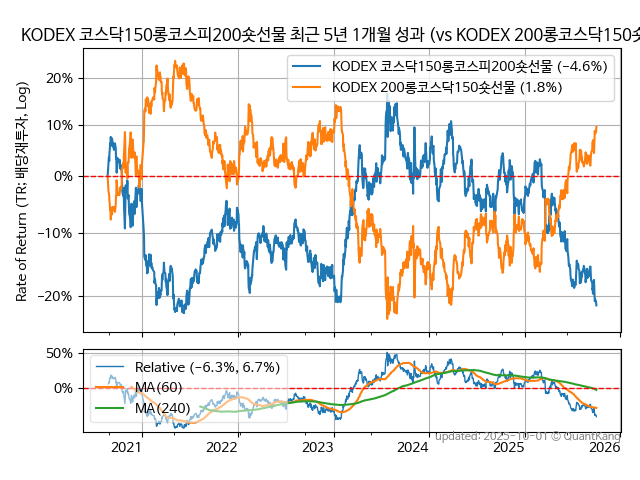 KODEX 코스닥150롱코스피200숏선물 최근 5년 1개월 성과 (vs KODEX 200롱코스닥150숏
KODEX 코스닥150롱코스피200숏선물 (−4.6%)
KODEX 200롱코스닥150숏선물 (1.8%)
Rate of Return (TR: 배당재투자, Log)
20%
10%
0%
−10%
−20%
50%
0%
Relative (−6.3%, 6.7%)
MA(60)
MA(240)
updated: 2025-10-01 © QuantKang
2021
2022
2023
2024
2025
2026